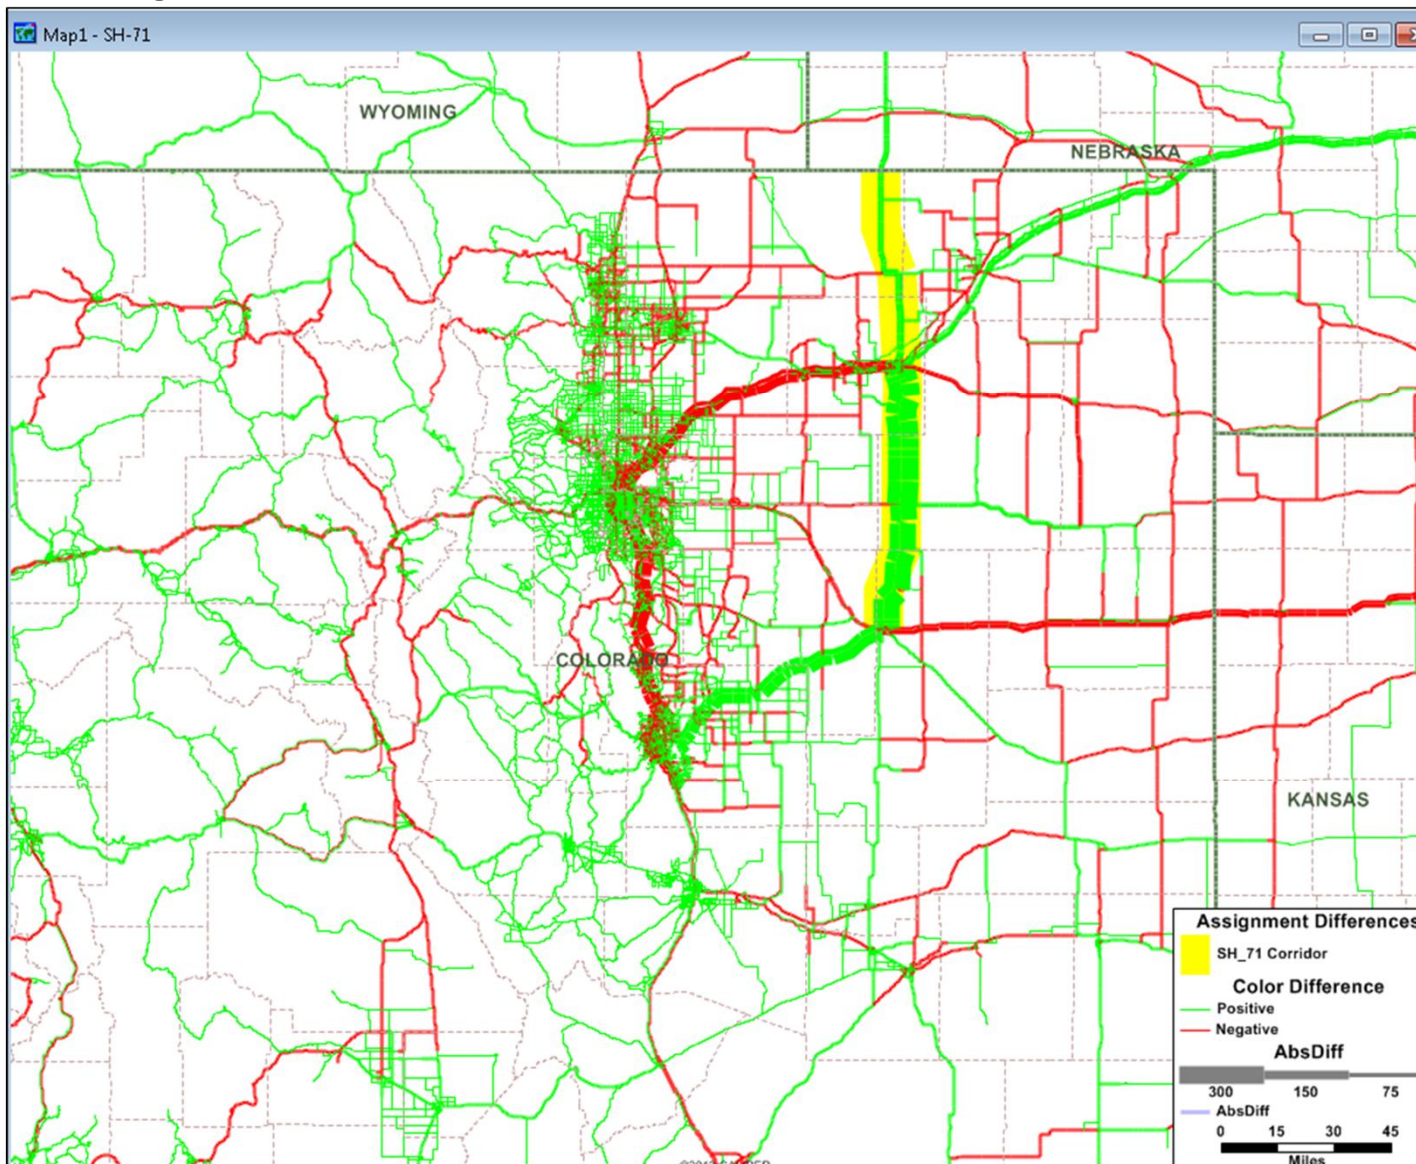 Map1 - SH-71
WYOMING
NEBRASKA
COLORADO
KANSAS
Assignment Differences
SH_71 Corridor
Color Difference
Positive
Negative
AbsDiff
300 150 75
AbsDiff
0 15 30 45
Miles